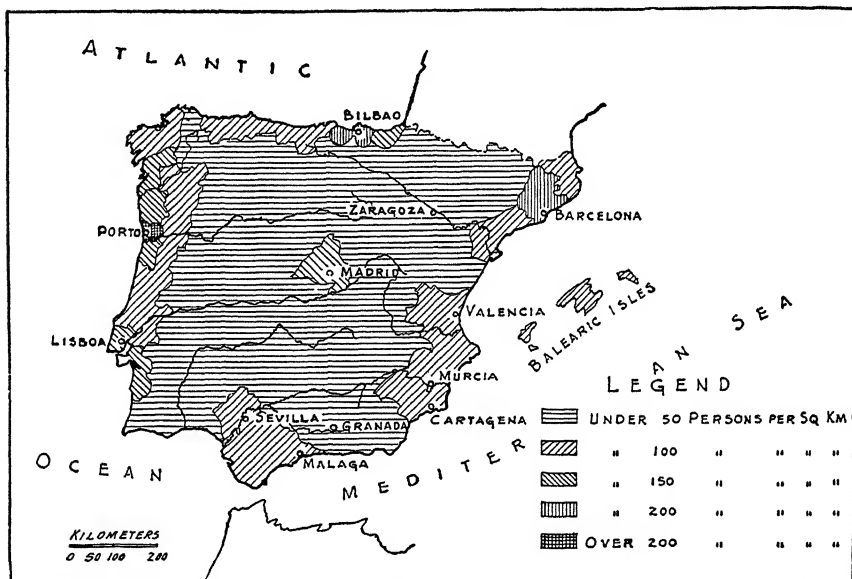 ATLANTIC
BILBAO
ZARAGOZA
BARCELONA
PORTO
MADRID
VALENCIA
BALEARIC ISLES
LISBOA
MURCIA
SEVILLA
GRANADA
CARTAGENA
MALAGA
OCEAN
MEDITER
AN SEA
LEGEND
UNDER 50 PERSONS PER SQ KM
" 100 " " " "
" 150 " " " "
" 200 " " " "
OVER 200 " " " "
KILOMETERS
0 50 100 200